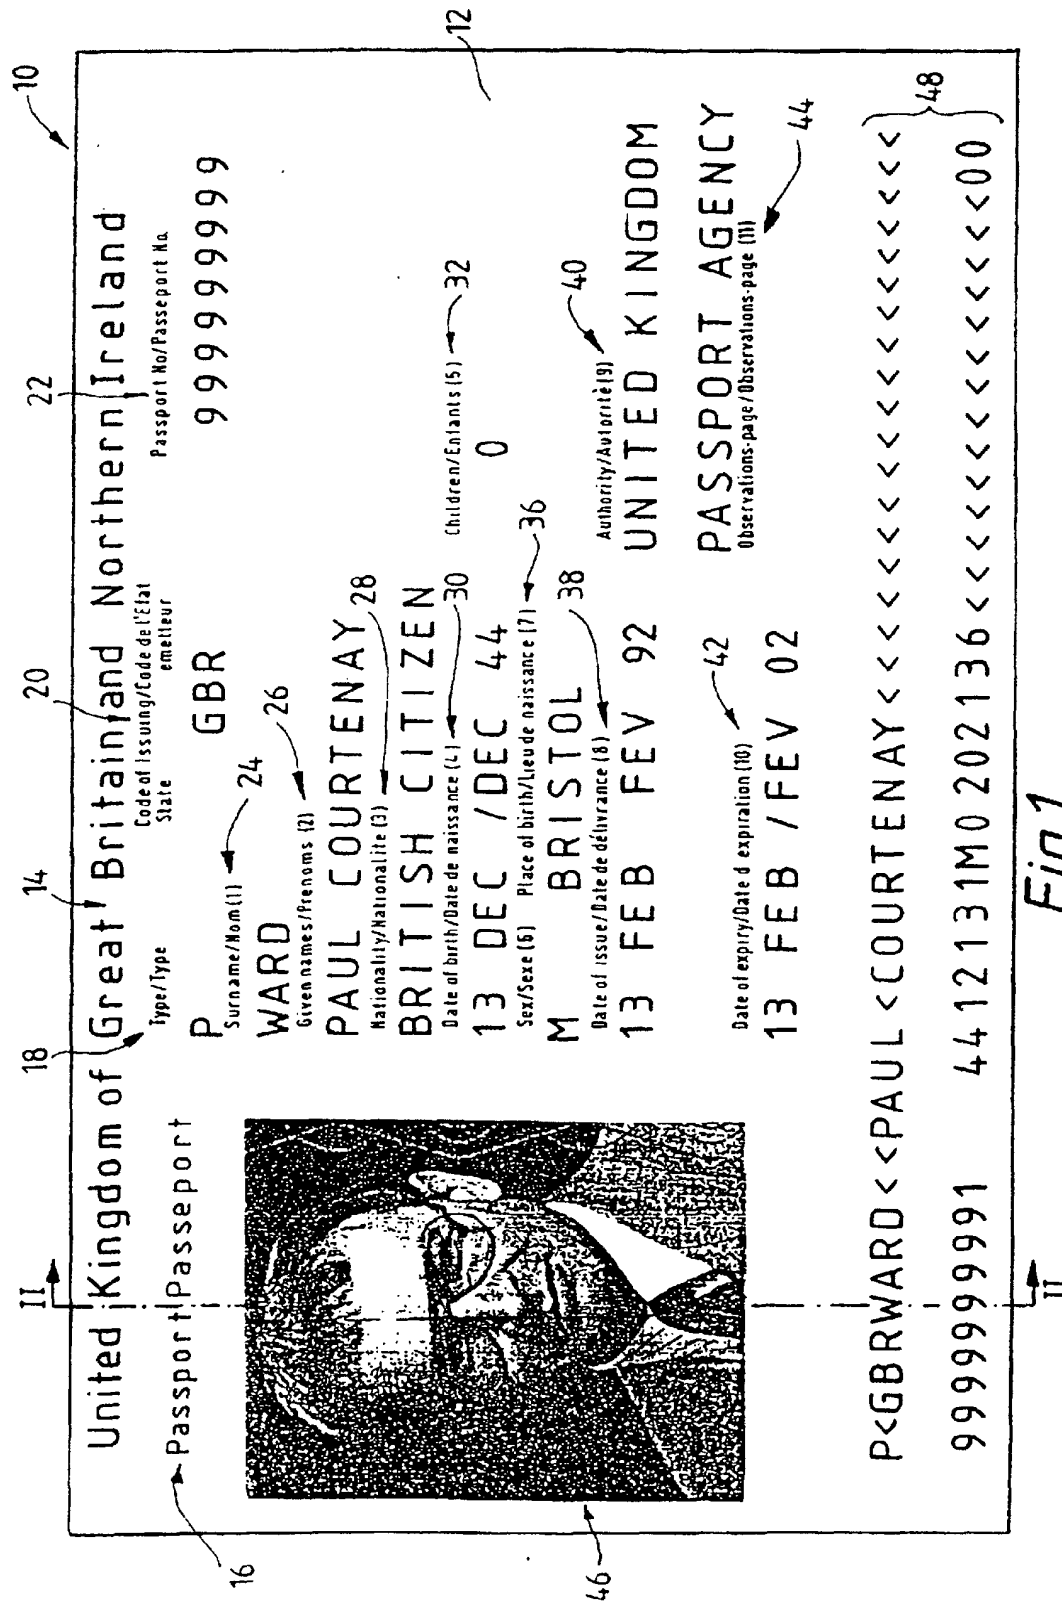 10
14
20
22
12
United Kingdom of Great Britain and Northern Ireland
16
Passport Passeport
18
Type/Type
Code of Issuing/Code de l'Etat
State emetteur
Passport No/Passeport No.
P GBR 999999999
Surname/Nom(1)
24
WARD
Given names/Prenoms (2)
26
PAUL COURTENAY
Nationality/Nationalite (3)
28
BRITISH CITIZEN
Date of birth/Date de naissance (4)
30
Children/Enfants (5)
32
13 DEC /DEC 44
0
Sex/Sexe (6) Place of birth/Lieu de naissance (7)
36
M BRISTOL
Date of issue/Date de délivrance (8)
38
Authority/Autorité (9)
40
13 FEB FEV 92
UNITED KINGDOM
Date of expiry/Date d expiration (10)
42
PASSPORT AGENCY
Observations-page/Observations-page (11)
44
13 FEB /FEV 02
46
P<GBRWARD<<PAUL<COURTENAY<<<<<<<<<<<<<<<<<<<
9999999991 4412131M0202136<<<<<<<<<<<<<<00
48
II
II
Fig.1